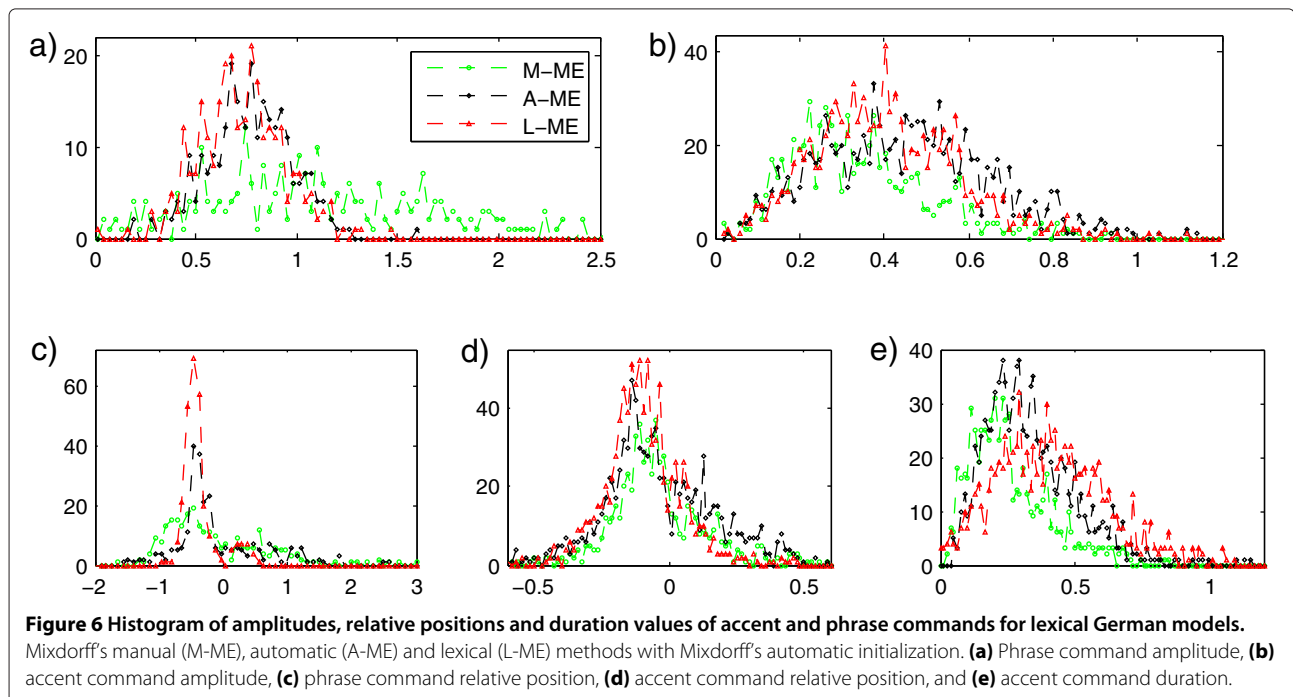 a)
20
10
0
0 0.5 1 1.5 2 2.5
M−ME
A−ME
L−ME
b)
40
20
0
0 0.2 0.4 0.6 0.8 1 1.2
c)
60
40
20
0
−2 −1 0 1 2 3
d)
40
20
0
−0.5 0 0.5
e)
40
30
20
10
0
0 0.5 1
Figure 6 Histogram of amplitudes, relative positions and duration values of accent and phrase commands for lexical German models.
Mixdorff's manual (M-ME), automatic (A-ME) and lexical (L-ME) methods with Mixdorff's automatic initialization. (a) Phrase command amplitude, (b)
accent command amplitude, (c) phrase command relative position, (d) accent command relative position, and (e) accent command duration.